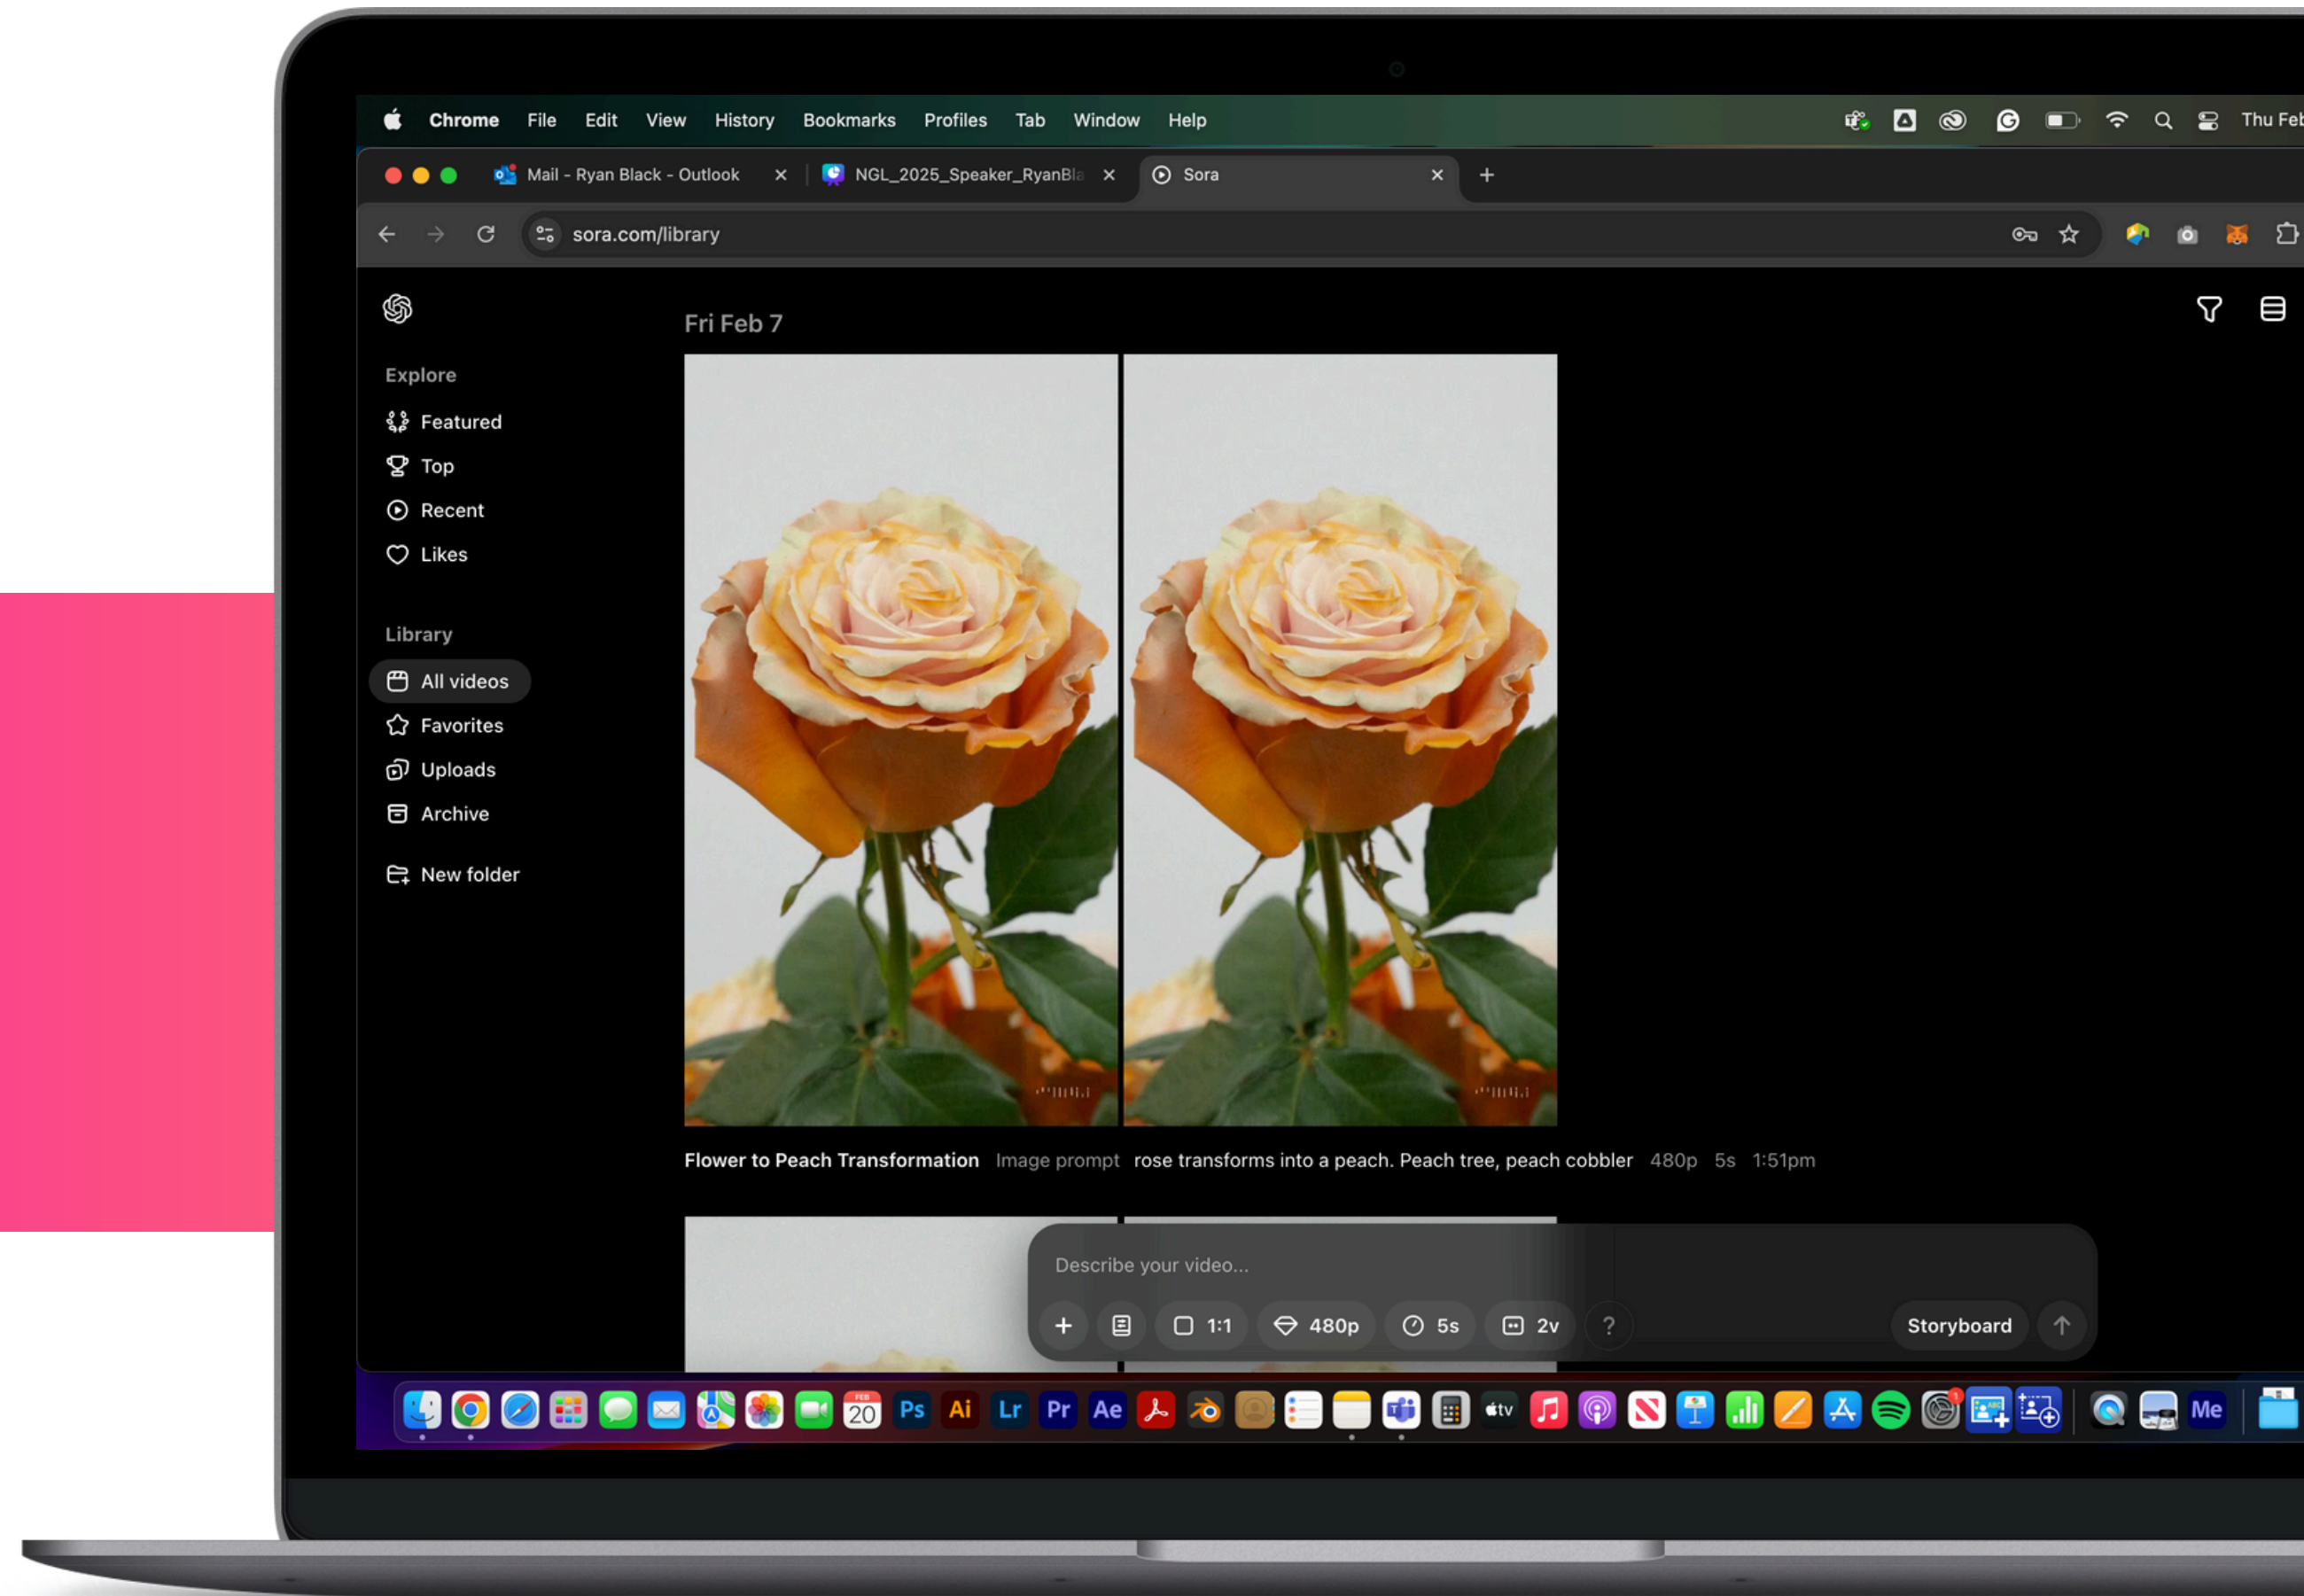 Chrome File Edit View History Bookmarks Profiles Tab Window Help Thu Feb
Mail - Ryan Black - Outlook NGL_2025_Speaker_RyanBla Sora
sora.com/library
Fri Feb 7
Explore
Featured
Top
Recent
Likes
Library
All videos
Favorites
Uploads
Archive
New folder
Flower to Peach Transformation Image prompt rose transforms into a peach. Peach tree, peach cobbler 480p 5s 1:51pm
Describe your video...
1:1 480p 5s 2v ? Storyboard
FEB
20 Ps Ai Lr Pr Ae tv 1 Me